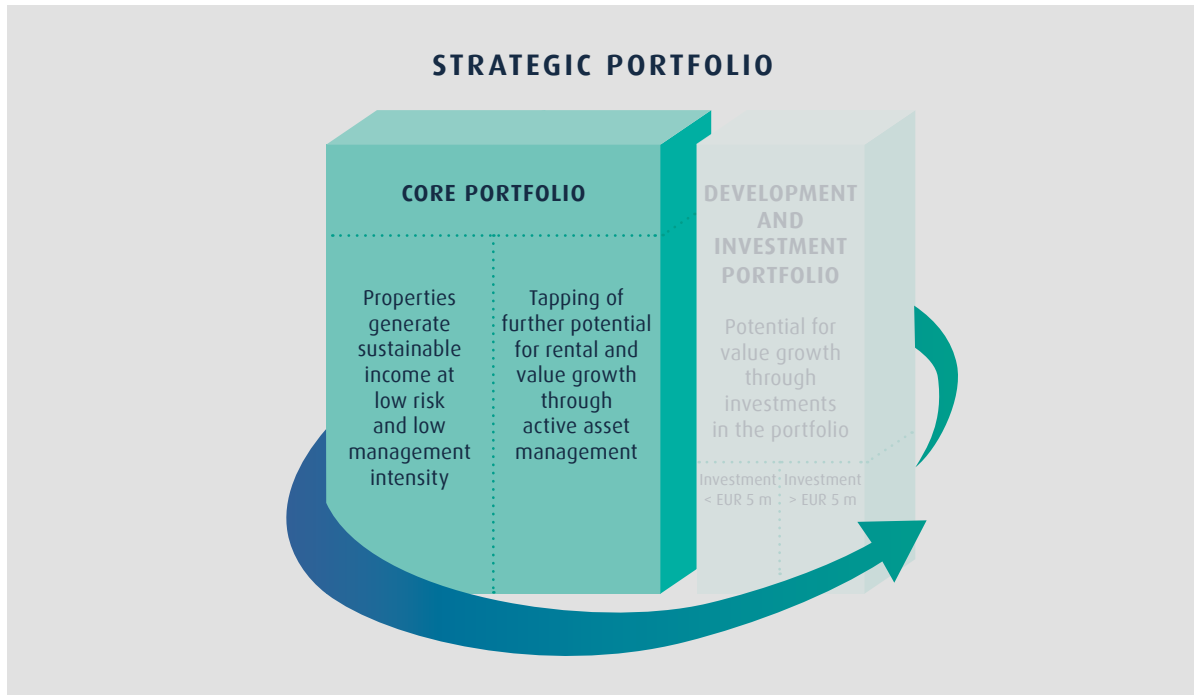 STRATEGIC PORTFOLIO
CORE PORTFOLIO
Properties
generate
sustainable
income at
low risk
and low
management
intensity
Tapping of
further potential
for rental and
value growth
through
active asset
management
DEVELOPMENT
AND
INVESTMENT
PORTFOLIO
Potential for
value growth
through
investments
in the portfolio
Investment
< EUR 5 m
Investment
> EUR 5 m